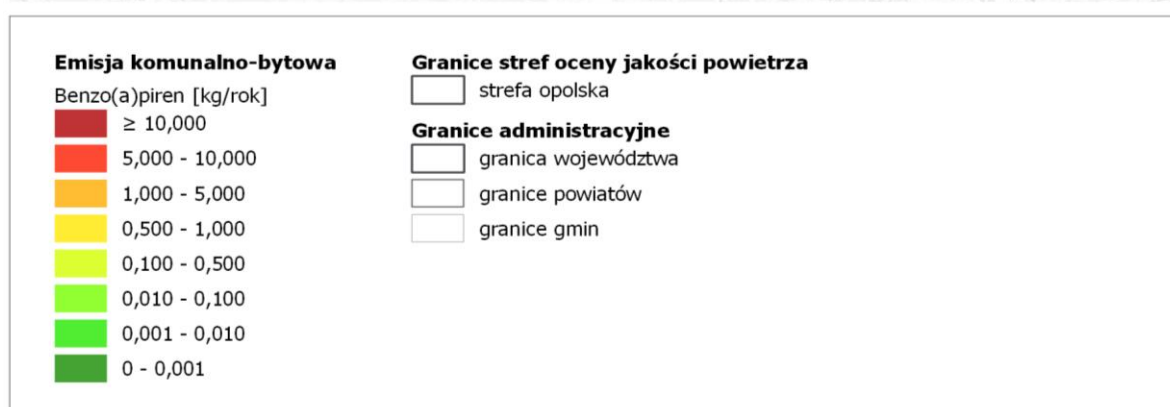 Emisja komunalno-bytowa
Benzo(a)piren [kg/rok]
≥ 10,000
5,000 - 10,000
1,000 - 5,000
0,500 - 1,000
0,100 - 0,500
0,010 - 0,100
0,001 - 0,010
0 - 0,001
Granice stref oceny jakości powietrza
strefa opolska
Granice administracyjne
granica województwa
granice powiatów
granice gmin